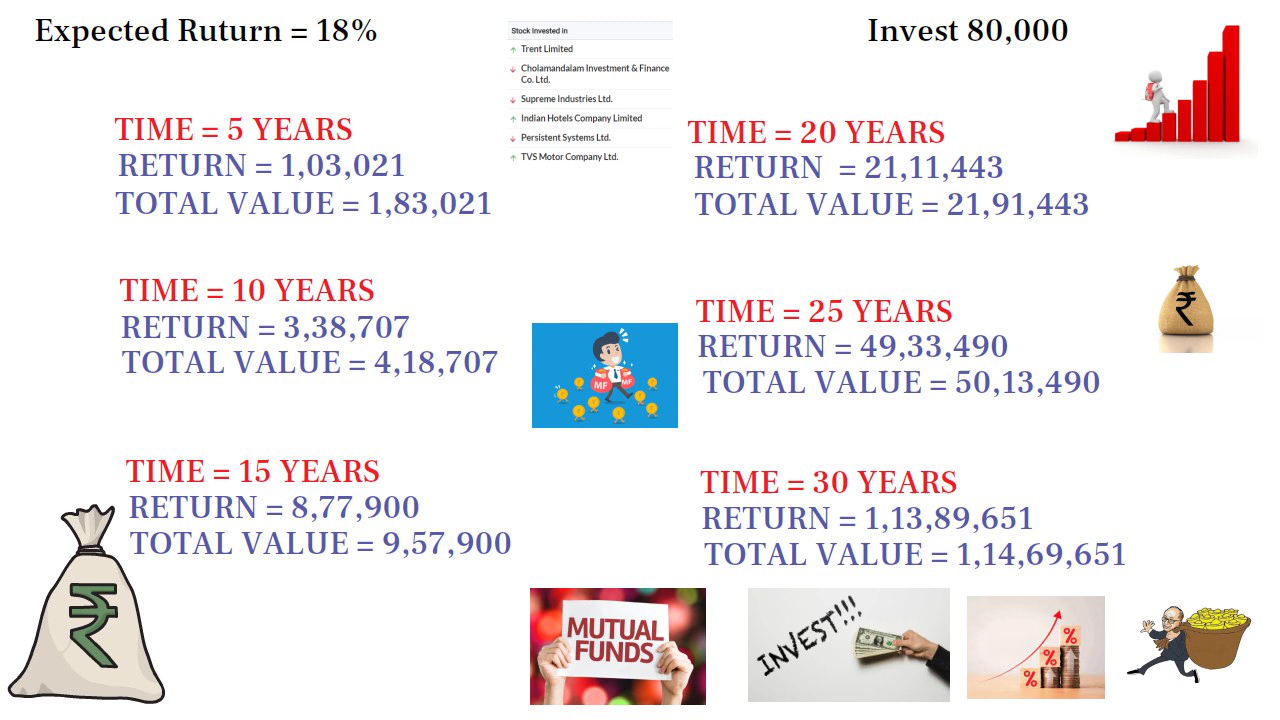 Expected Ruturn = 18%
Invest 80,000
Stock Invested in
Trent Limited
Cholamandalam Investment & Finance
Co. Ltd.
Supreme Industries Ltd.
Indian Hotels Company Limited
Persistent Systems Ltd.
TVS Motor Company Ltd.
TIME = 5 YEARS
RETURN = 1,03,021
TOTAL VALUE = 1,83,021
TIME = 10 YEARS
RETURN = 3,38,707
TOTAL VALUE = 4,18,707
TIME = 15 YEARS
RETURN = 8,77,900
TOTAL VALUE = 9,57,900
TIME = 20 YEARS
RETURN = 21,11,443
TOTAL VALUE = 21,91,443
TIME = 25 YEARS
RETURN = 49,33,490
TOTAL VALUE = 50,13,490
TIME = 30 YEARS
RETURN = 1,13,89,651
TOTAL VALUE = 1,14,69,651
₹
MF MF
₹
MUTUAL
FUNDS
INVEST!!!
%
%
%